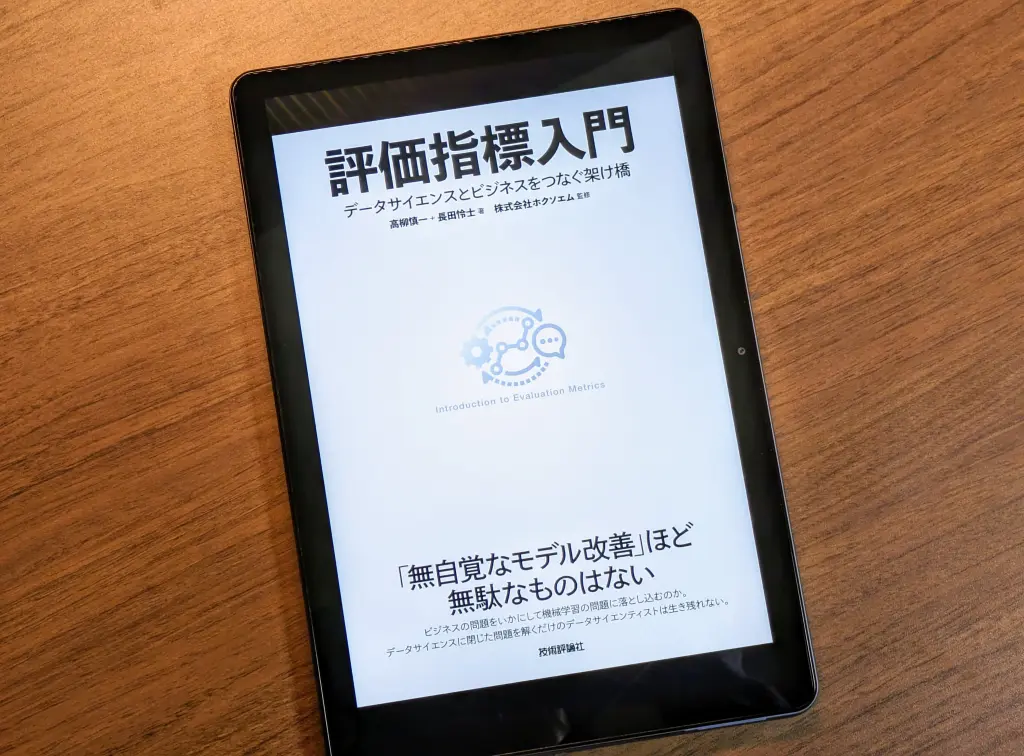 評価指標入門
データサイエンスとビジネスをつなぐ架け橋
高柳慎一+長田怜士 著 株式会社ホクソエム 監修
Introduction to Evaluation Metrics
「無自覚なモデル改善」ほど
無駄なものはない
ビジネスの問題をいかにして機械学習の問題に落とし込むのか。
データサイエンスに閉じた問題を解くだけのデータサイエンティストは生き残れない。
技術評論社